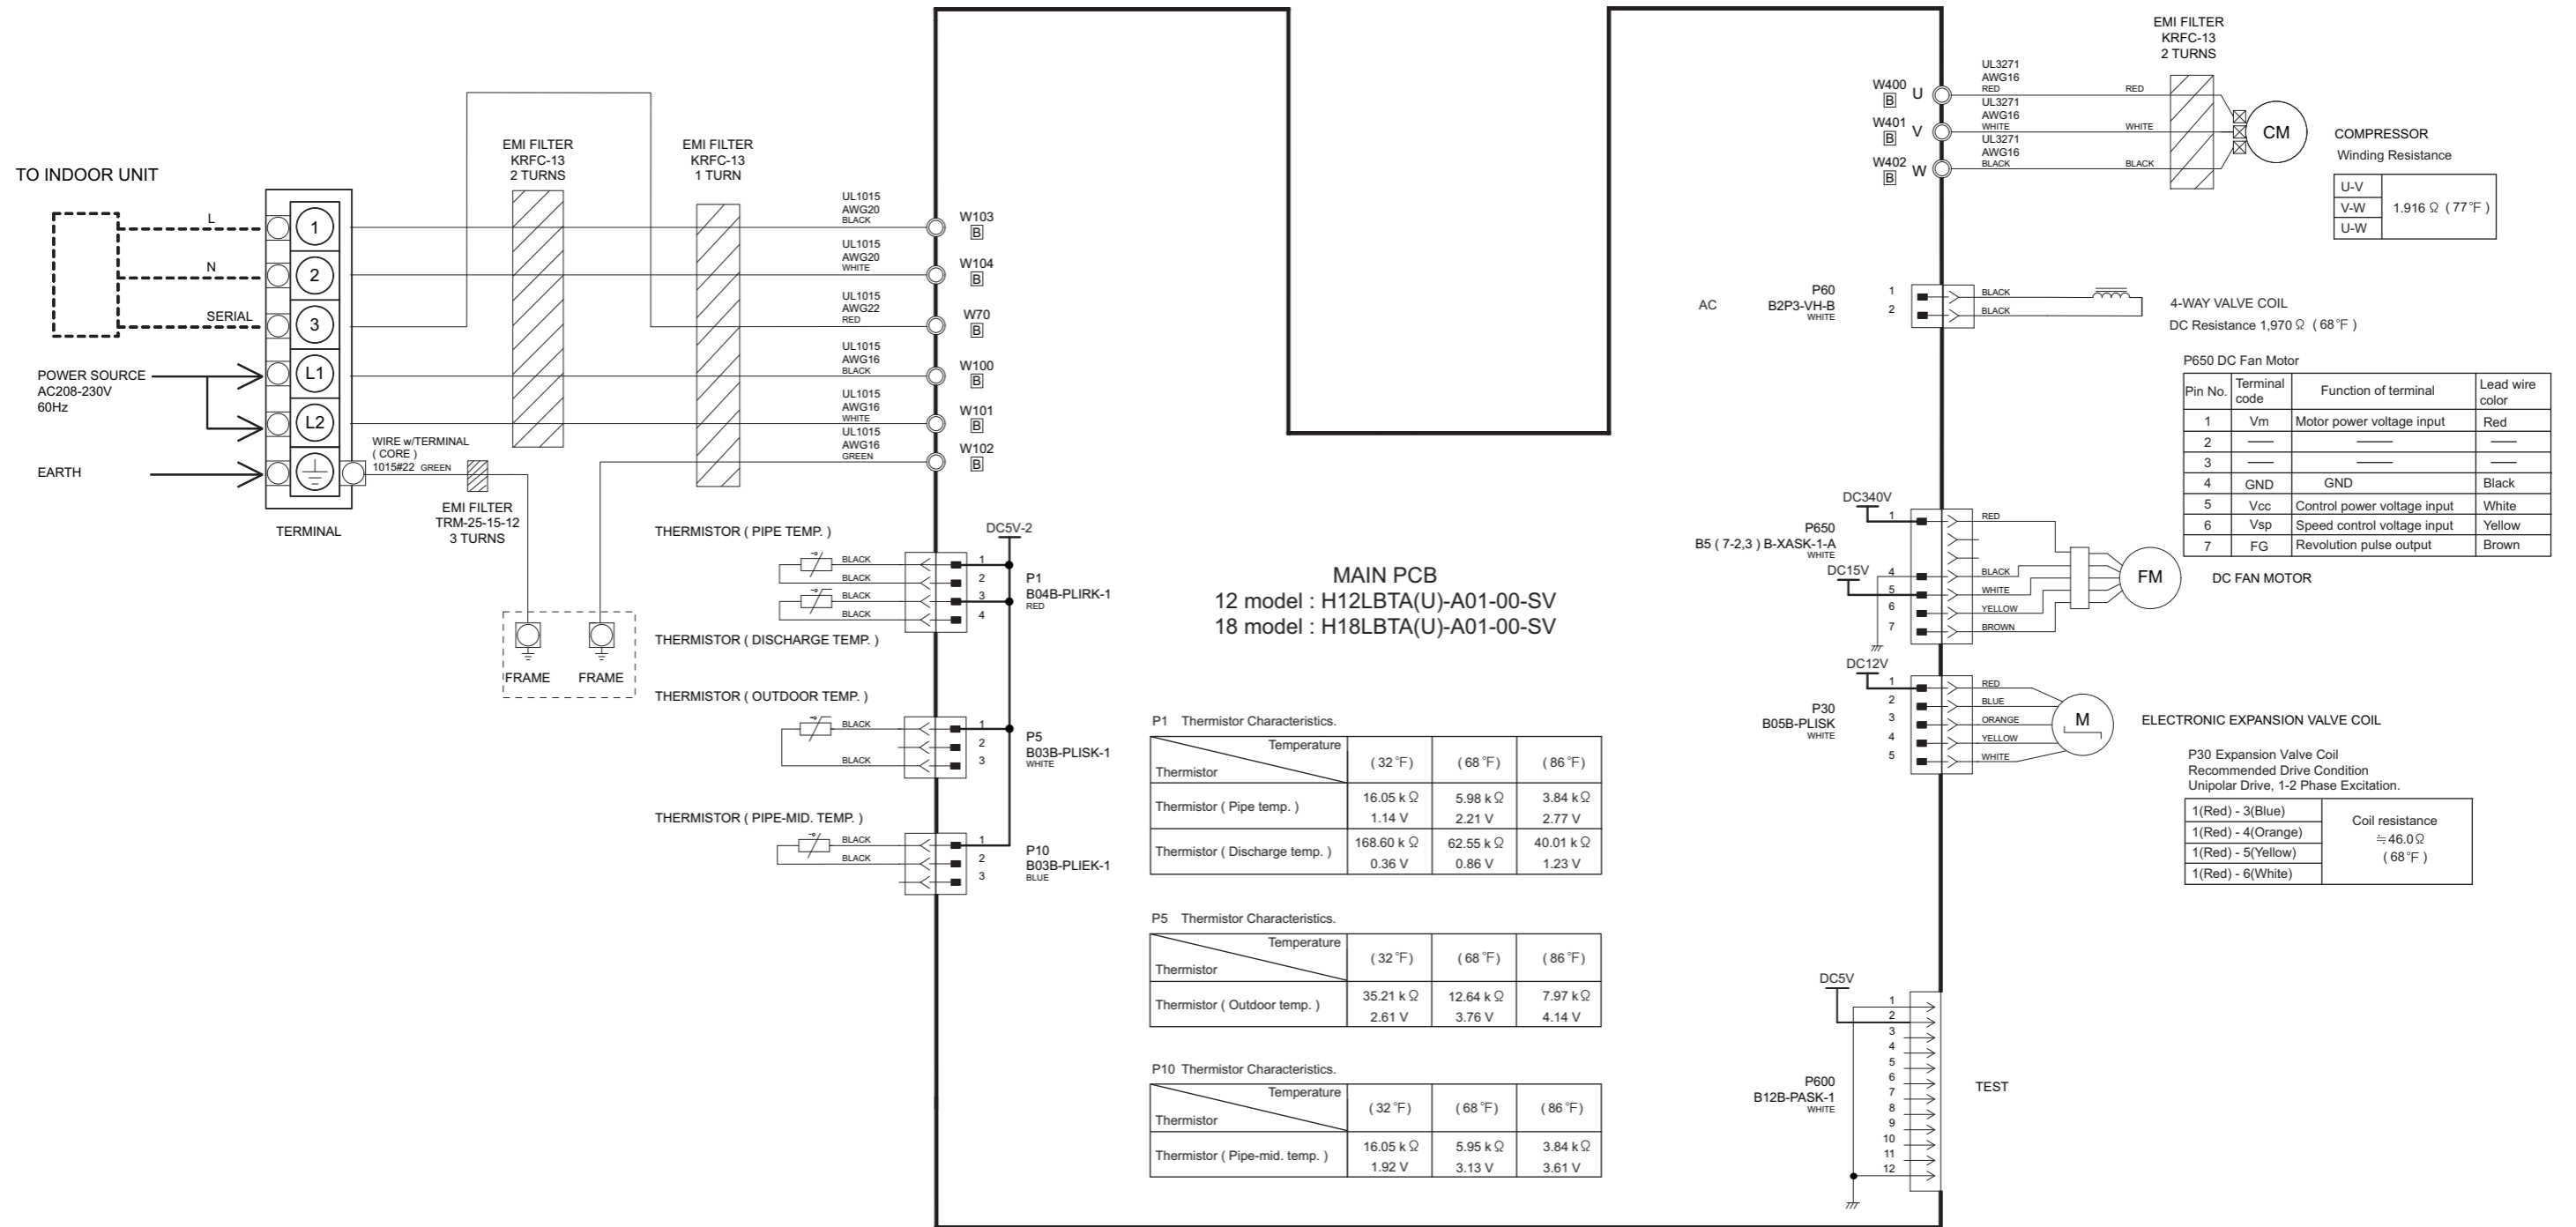 TO INDOOR UNIT
L
N
SERIAL
POWER SOURCE
AC208-230V
60Hz
EARTH
1
2
3
L1
L2
TERMINAL
WIRE w/TERMINAL
( CORE )
1015#22 GREEN
EMI FILTER
TRM-25-15-12
3 TURNS
EMI FILTER
KRFC-13
2 TURNS
EMI FILTER
KRFC-13
1 TURN
FRAME
FRAME
UL1015
AWG20
BLACK
W103
B
UL1015
AWG20
WHITE
W104
B
UL1015
AWG22
RED
W70
B
UL1015
AWG16
BLACK
W100
B
UL1015
AWG16
WHITE
W101
B
UL1015
AWG16
GREEN
W102
B
DC5V-2
THERMISTOR ( PIPE TEMP. )
BLACK
BLACK
BLACK
BLACK
1
2
3
4
P1
B04B-PLIRK-1
RED
THERMISTOR ( DISCHARGE TEMP. )
THERMISTOR ( OUTDOOR TEMP. )
BLACK
BLACK
1
2
3
P5
B03B-PLISK-1
WHITE
THERMISTOR ( PIPE-MID. TEMP. )
BLACK
BLACK
1
2
3
P10
B03B-PLIEK-1
BLUE
MAIN PCB
12 model : H12LBTA(U)-A01-00-SV
18 model : H18LBTA(U)-A01-00-SV
P1 Thermistor Characteristics.
Temperature
Thermistor
( 32°F) ( 68°F) ( 86°F)
Thermistor ( Pipe temp. ) 16.05 kΩ 5.98 kΩ 3.84 kΩ
1.14 V 2.21 V 2.77 V
Thermistor ( Discharge temp. ) 168.60 kΩ 62.55 kΩ 40.01 kΩ
0.36 V 0.86 V 1.23 V
P5 Thermistor Characteristics.
Temperature
Thermistor
( 32°F) ( 68°F) ( 86°F)
Thermistor ( Outdoor temp. ) 35.21 kΩ 12.64 kΩ 7.97 kΩ
2.61 V 3.76 V 4.14 V
P10 Thermistor Characteristics.
Temperature
Thermistor
( 32°F) ( 68°F) ( 86°F)
Thermistor ( Pipe-mid. temp. ) 16.05 kΩ 5.95 kΩ 3.84 kΩ
1.92 V 3.13 V 3.61 V
W400
B
U
UL3271
AWG16
RED
RED
W401
B
V
UL3271
AWG16
WHITE
WHITE
W402
B
W
UL3271
AWG16
BLACK
BLACK
EMI FILTER
KRFC-13
2 TURNS
CM
COMPRESSOR
Winding Resistance
U-V
V-W 1.916 Ω ( 77°F )
U-W
AC
P60
B2P3-VH-B
WHITE
1
2
BLACK
BLACK
4-WAY VALVE COIL
DC Resistance 1,970 Ω ( 68°F )
P650 DC Fan Motor
Pin No. Terminal code Function of terminal Lead wire color
1 Vm Motor power voltage input Red
2 — — —
3 — — —
4 GND GND Black
5 Vcc Control power voltage input White
6 Vsp Speed control voltage input Yellow
7 FG Revolution pulse output Brown
DC340V
P650
B5 ( 7-2,3 ) B-XASK-1-A
WHITE
DC15V
1
4
5
6
7
RED
BLACK
WHITE
YELLOW
BROWN
FM
DC FAN MOTOR
DC12V
P30
B05B-PLISK
WHITE
1
2
3
4
5
RED
BLUE
ORANGE
YELLOW
WHITE
M
ELECTRONIC EXPANSION VALVE COIL
P30 Expansion Valve Coil
Recommended Drive Condition
Unipolar Drive, 1-2 Phase Excitation.
1(Red) - 3(Blue)
1(Red) - 4(Orange)
1(Red) - 5(Yellow)
1(Red) - 6(White)
Coil resistance
≒46.0Ω
( 68°F )
DC5V
P600
B12B-PASK-1
WHITE
1
2
3
4
5
6
7
8
9
10
11
12
TEST